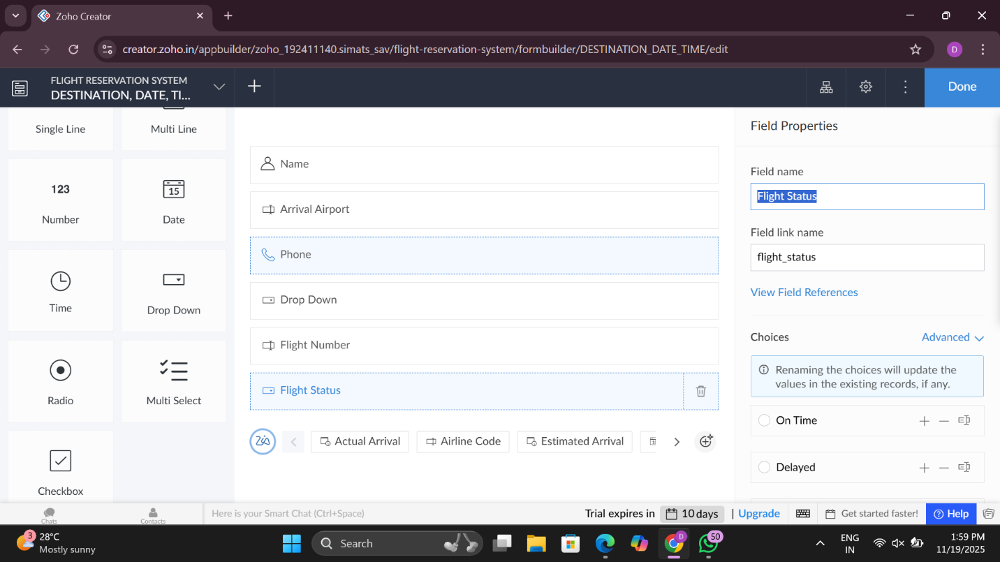 Zoho Creator
creator.zoho.in/appbuilder/zoho_192411140.simats_sav/flight-reservation-system/formbuilder/DESTINATION_DATE_TIME/edit
D
FLIGHT RESERVATION SYSTEM
DESTINATION, DATE, TI...
Done
Single Line
Multi Line
123
Number
15
Date
Time
Drop Down
Radio
Multi Select
Checkbox
Name
Arrival Airport
Phone
Drop Down
Flight Number
Flight Status
Zia
Actual Arrival
Airline Code
Estimated Arrival
Field Properties
Field name
Flight Status
Field link name
flight_status
View Field References
Choices
Advanced
Renaming the choices will update the
values in the existing records, if any.
On Time
Delayed
Chats
Contacts
Here is your Smart Chat (Ctrl+Space)
Trial expires in
10 days
| Upgrade
Get started faster!
Help
3
28°C
Mostly sunny
Search
D
50
ENG
IN
1:59 PM
11/19/2025